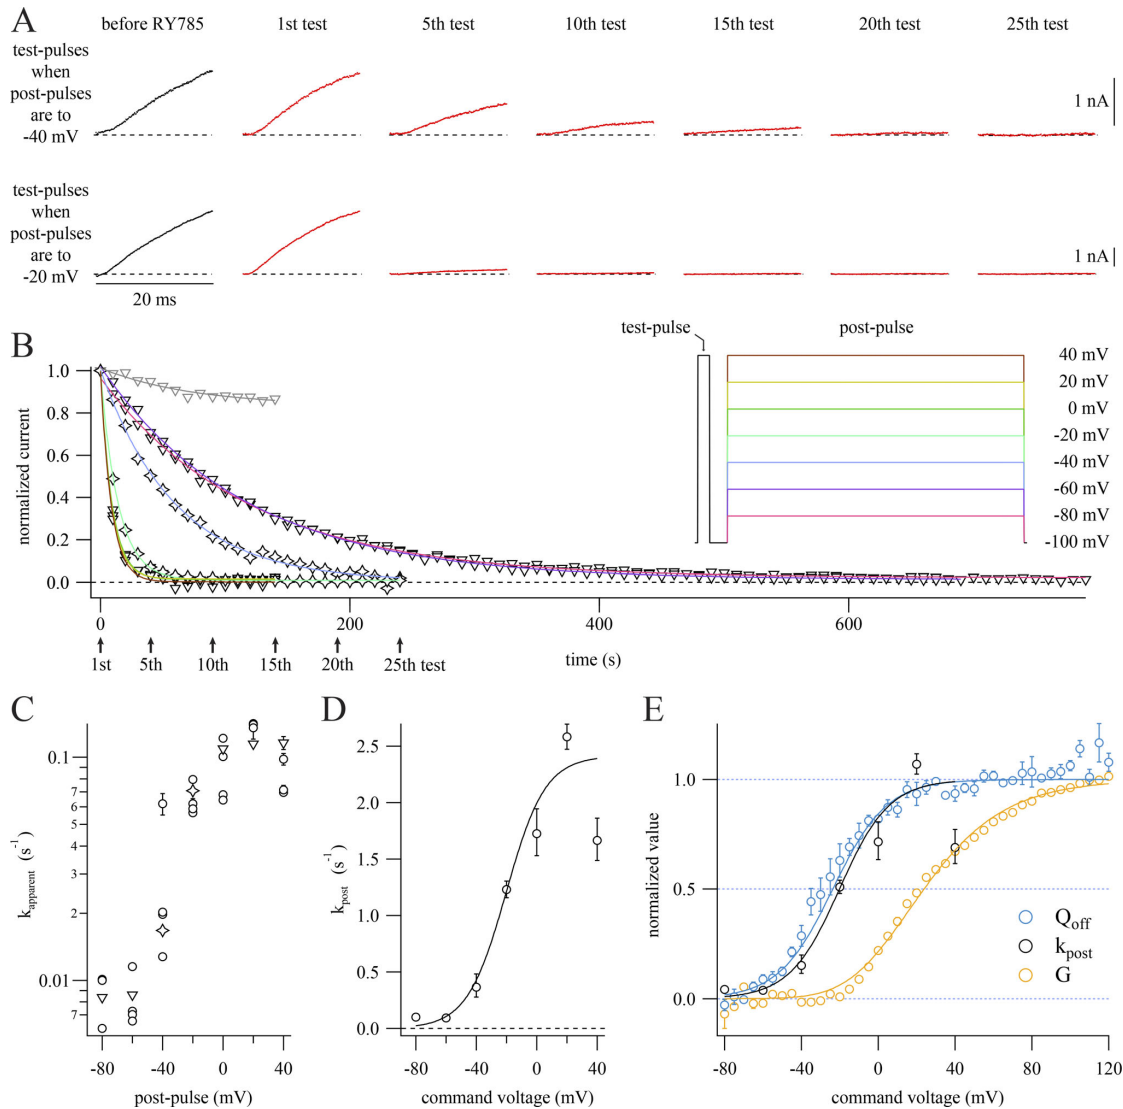 A
before RY785 1st test 5th test 10th test 15th test 20th test 25th test
test-pulses
when
post-pulses
are to
-40 mV
1 nA
test-pulses
when
post-pulses
are to
-20 mV
1 nA
20 ms
B
test-pulse post-pulse
40 mV
20 mV
0 mV
-20 mV
-40 mV
-60 mV
-80 mV
-100 mV
normalized current
1.0
0.8
0.6
0.4
0.2
0.0
0 200 400 600
1st 5th 10th 15th 20th 25th test
time (s)
C
k apparent (s-1)
0.1
7
6
5
4
3
2
0.01
7
-80 -40 0 40
post-pulse (mV)
D
k post (s-1)
2.5
2.0
1.5
1.0
0.5
0.0
-80 -40 0 40
command voltage (mV)
E
normalized value
1.0
0.5
0.0
Q off
k post
G
-80 -40 0 40 80 120
command voltage (mV)